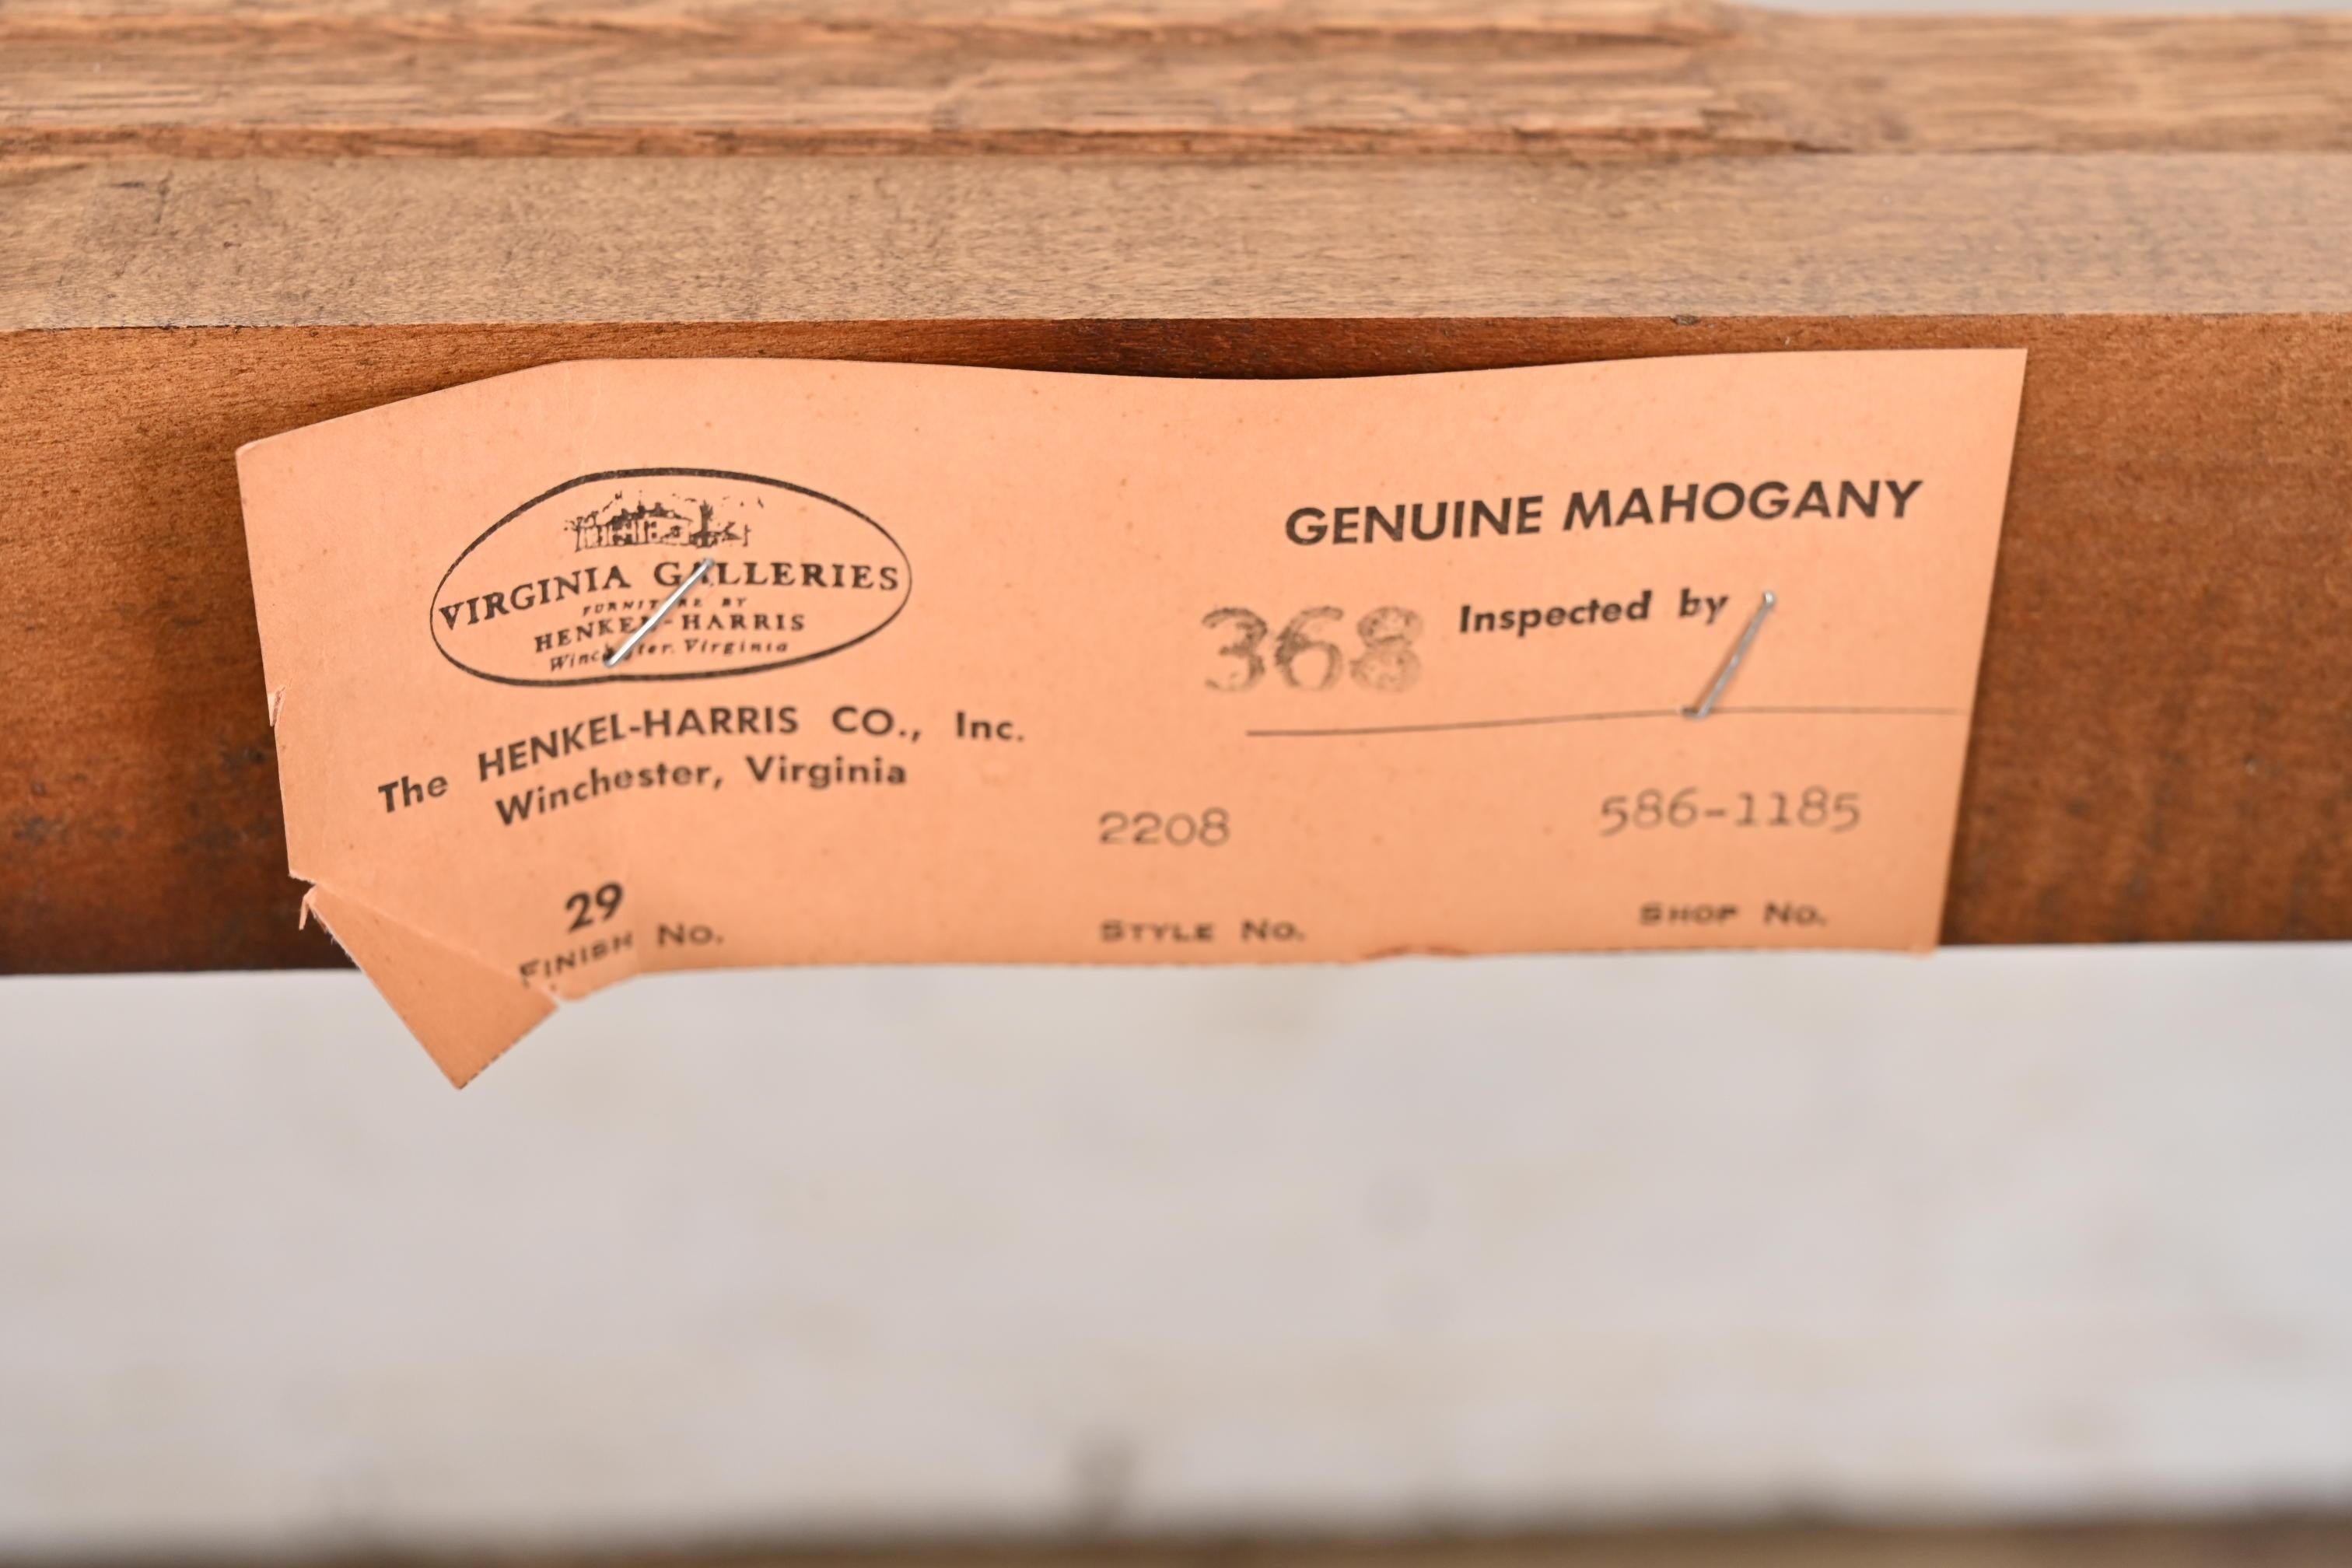 VIRGINIA GALLERIES
FURNITURE BY
HENKEL-HARRIS
Winchester, Virginia
The HENKEL-HARRIS CO., Inc.
Winchester, Virginia
GENUINE MAHOGANY
368 Inspected by
29
FINISH No.
2208
STYLE No.
586-1185
SHOP No.